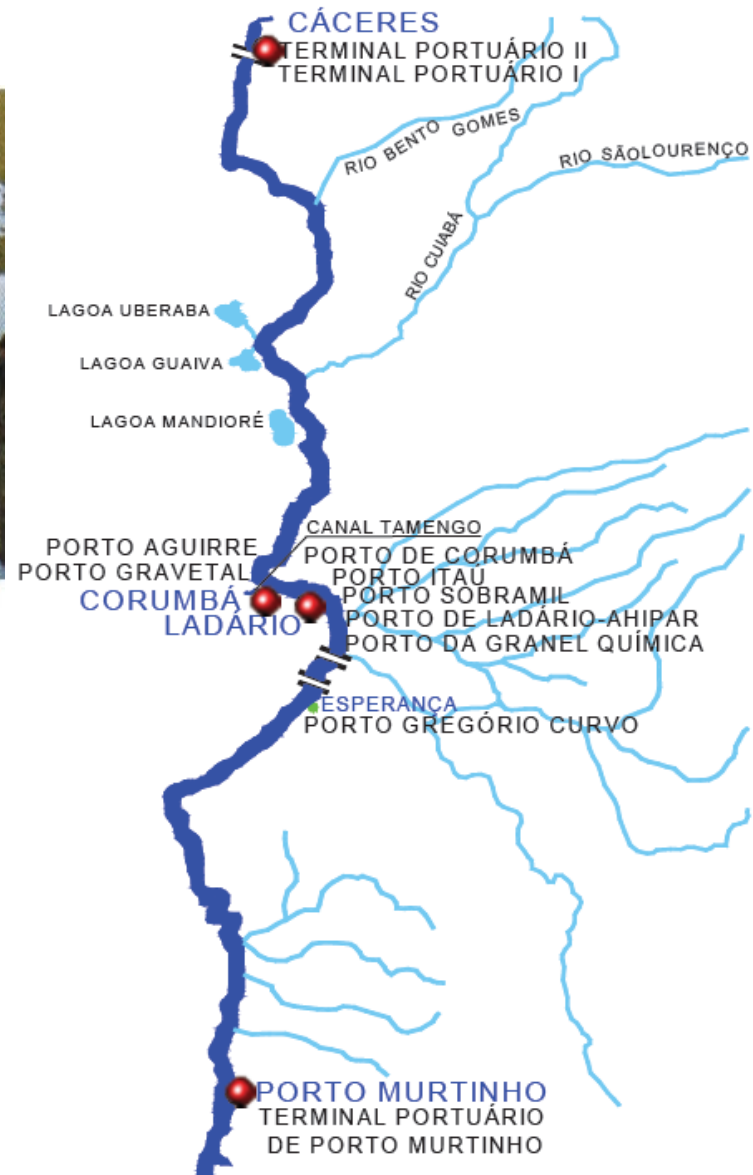 CÁCERES
TERMINAL PORTUÁRIO II
TERMINAL PORTUÁRIO I
RIO BENTO GOMES
RIO SÃOLOURENÇO
RIO CUIABÁ
LAGOA UBERABA
LAGOA GUAIVA
LAGOA MANDIORÉ
CANAL TAMENGO
PORTO AGUIRRE
PORTO GRAVETAL
PORTO DE CORUMBÁ
PORTO ITAÚ
CORUMBÁ
PORTO SOBRAMIL
LADÁRIO
PORTO DE LADÁRIO-AHIPAR
PORTO DA GRANEL QUÍMICA
ESPERANÇA
PORTO GREGÓRIO CURVO
PORTO MURTINHO
TERMINAL PORTUÁRIO
DE PORTO MURTINHO